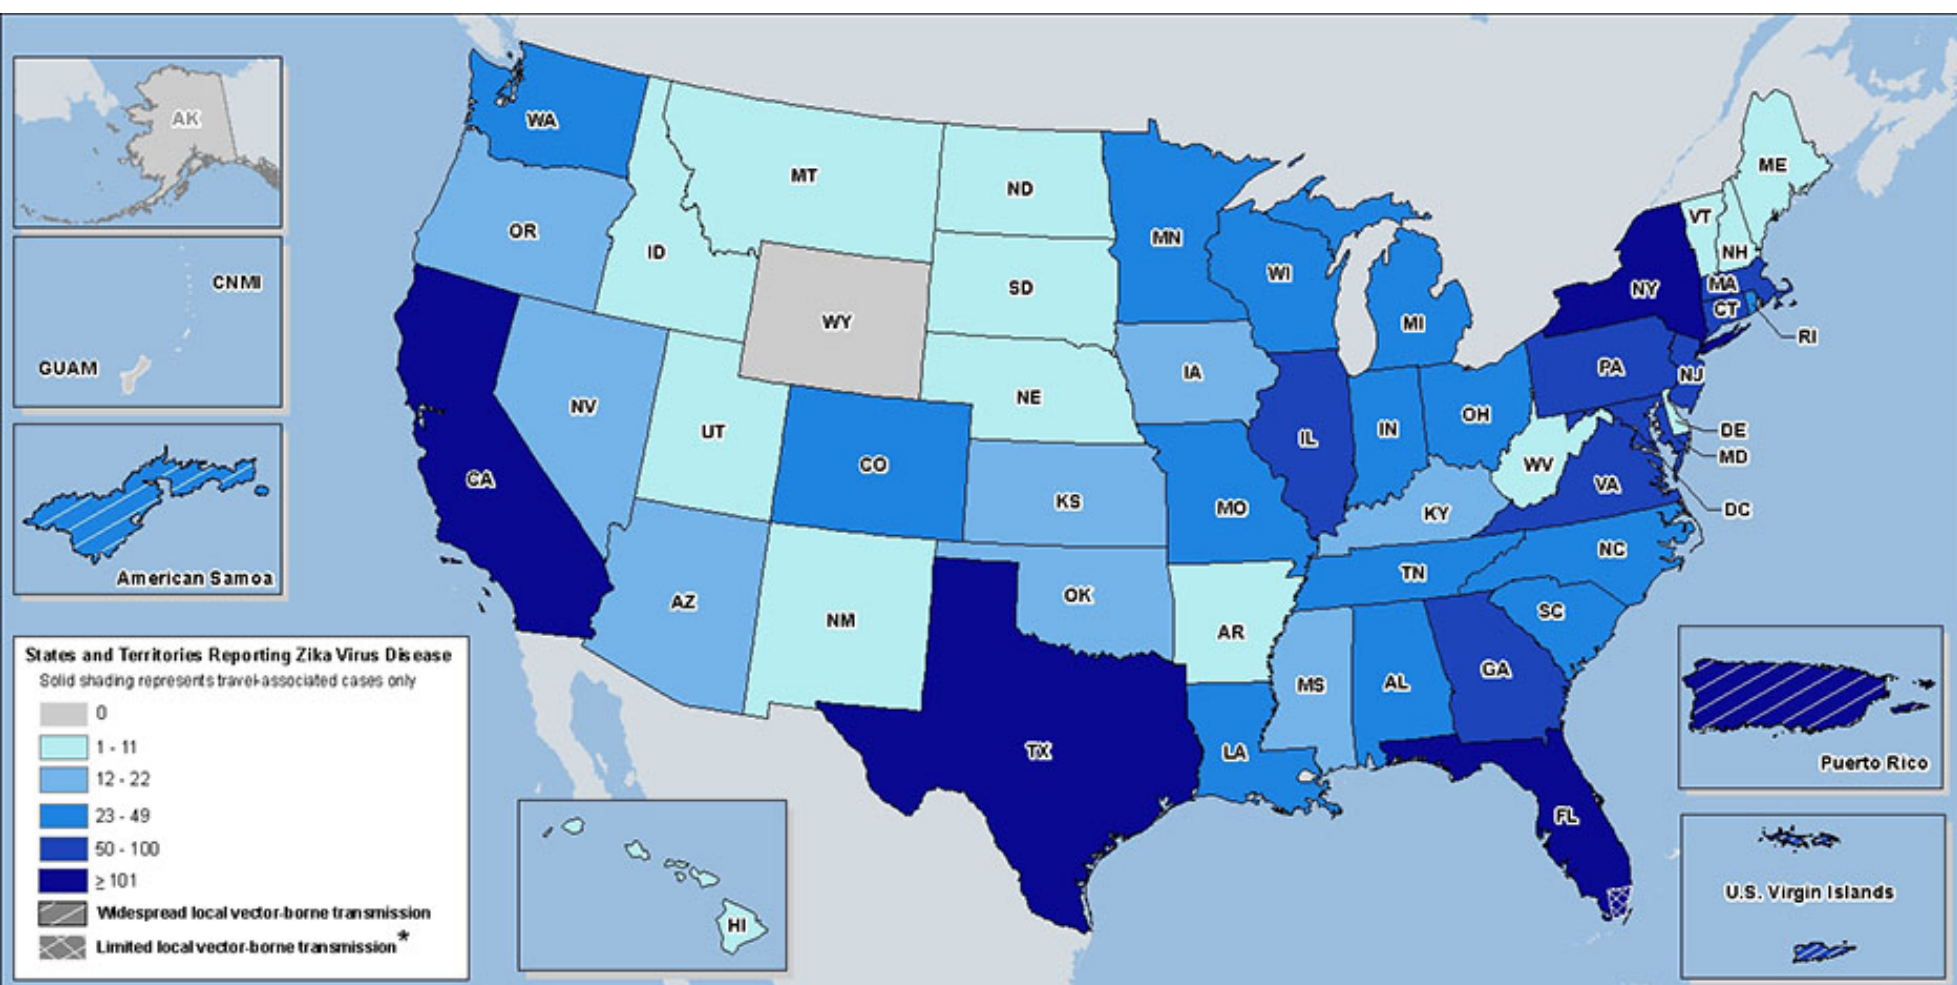 AK
CNMI
GUAM
American Samoa
States and Territories Reporting Zika Virus Disease
Solid shading represents travel-associated cases only
0
1 - 11
12 - 22
23 - 49
50 - 100
≥ 101
Widespread local vector-borne transmission
Limited local vector-borne transmission*
WA
OR
CA
ID
NV
MT
WY
UT
AZ
CO
NM
ND
SD
NE
KS
OK
TX
MN
IA
MO
AR
LA
WI
IL
MI
IN
OH
KY
TN
MS
AL
GA
FL
SC
NC
VA
WV
PA
NY
VT
NH
ME
MA
CT
RI
NJ
DE
MD
DC
HI
Puerto Rico
U.S. Virgin Islands